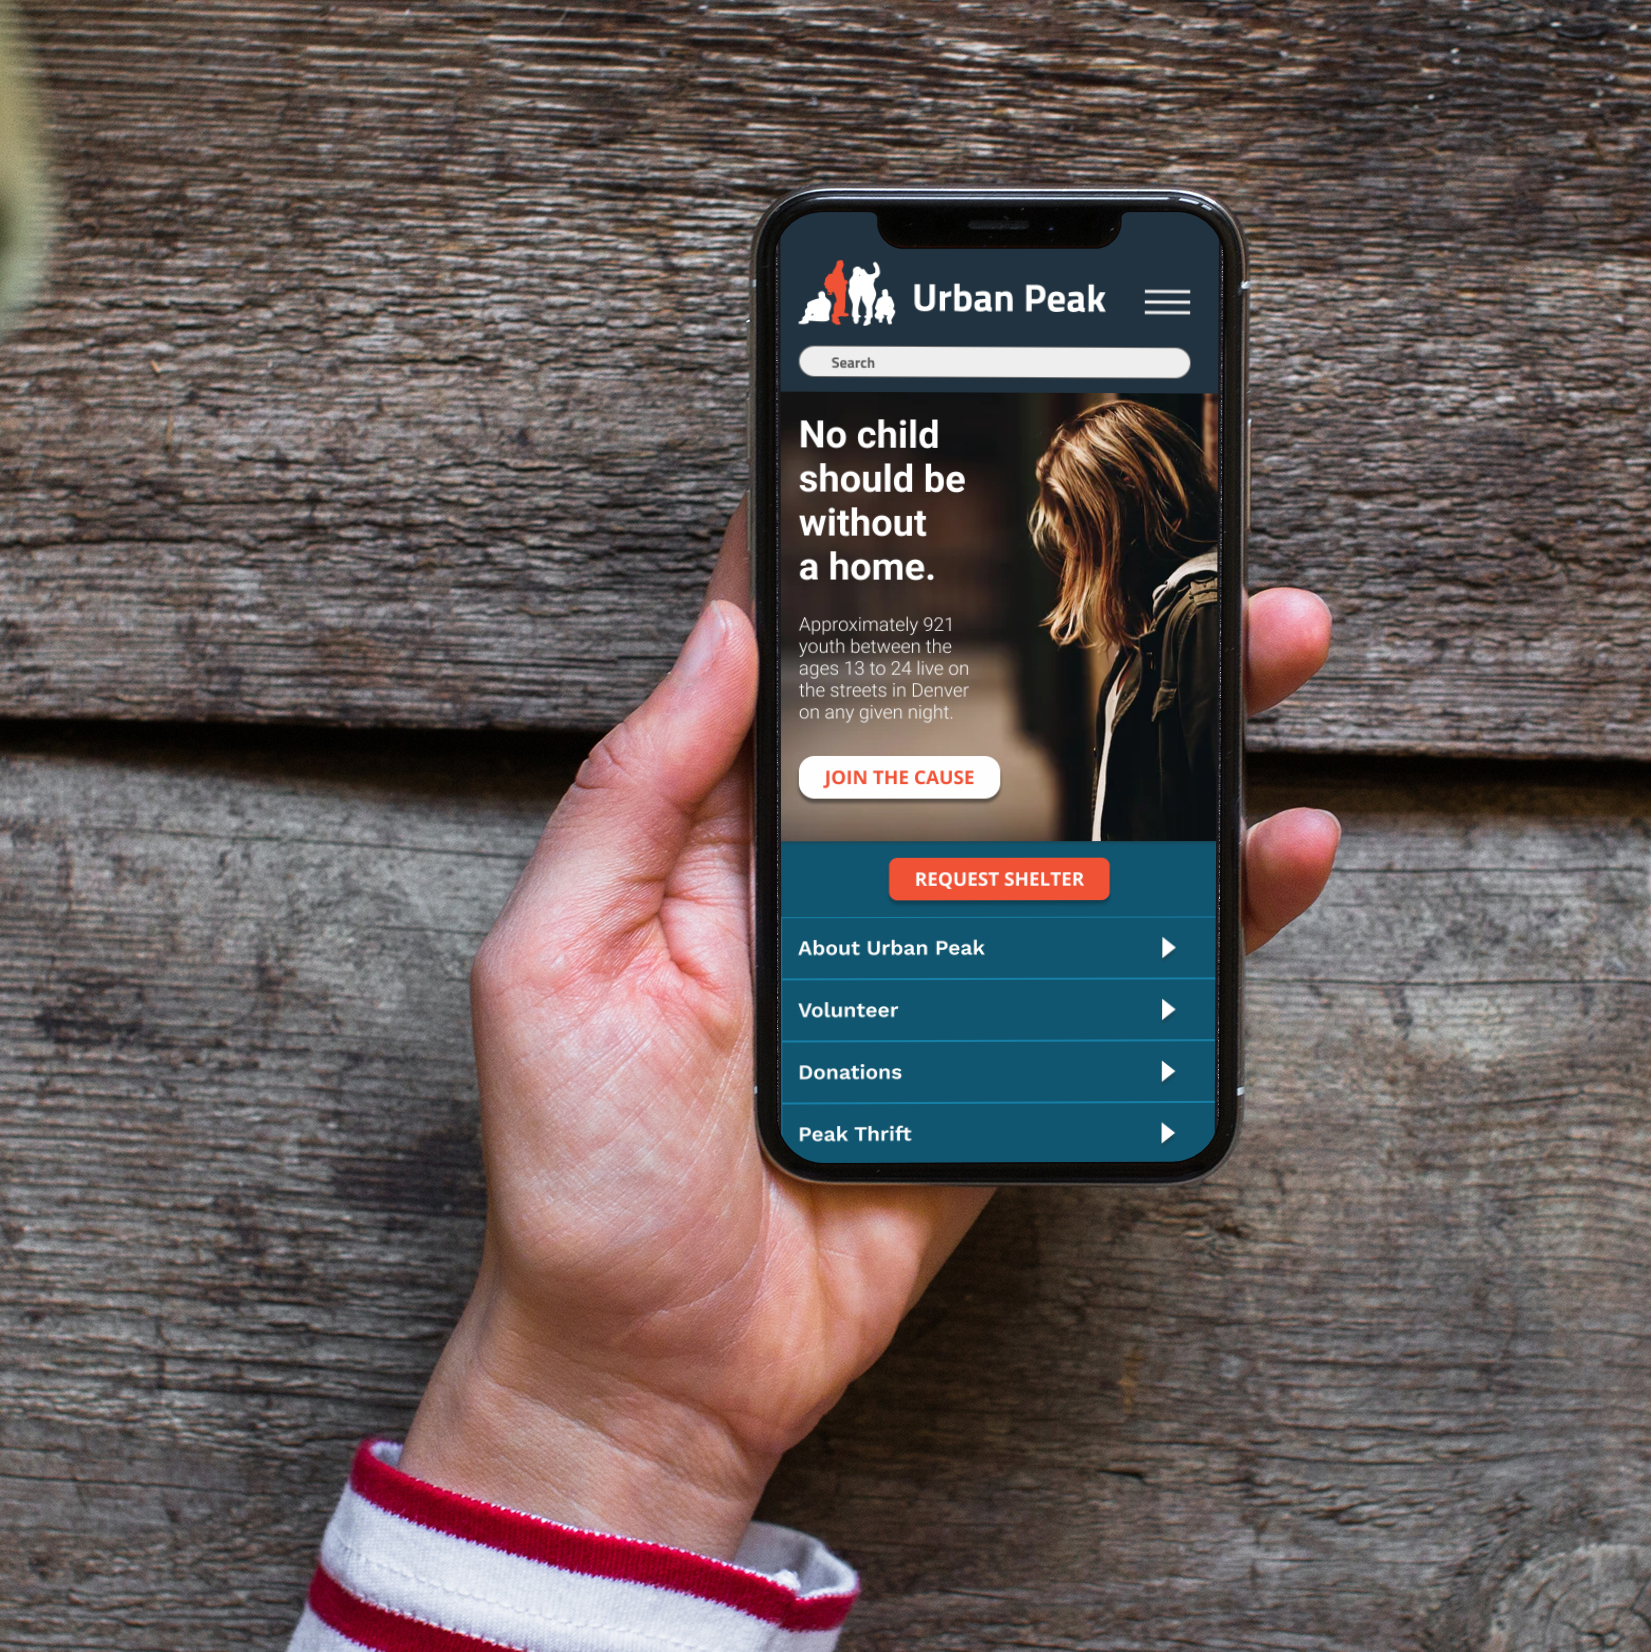 Urban Peak
Search
No child
should be
without
a home.
Approximately 921
youth between the
ages 13 to 24 live on
the streets in Denver
on any given night.
JOIN THE CAUSE
REQUEST SHELTER
About Urban Peak
Volunteer
Donations
Peak Thrift